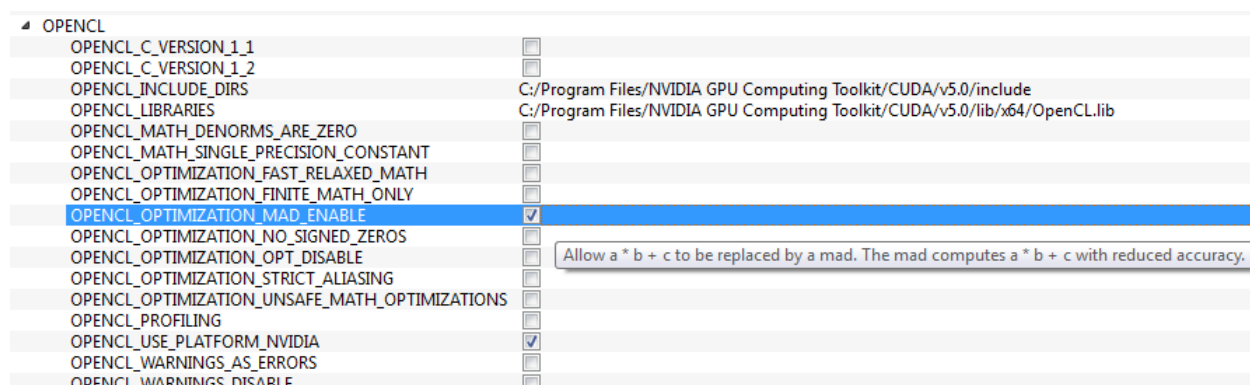 OPENCL
OPENCL_C_VERSION_1_1
OPENCL_C_VERSION_1_2
OPENCL_INCLUDE_DIRS C:/Program Files/NVIDIA GPU Computing Toolkit/CUDA/v5.0/include
OPENCL_LIBRARIES C:/Program Files/NVIDIA GPU Computing Toolkit/CUDA/v5.0/lib/x64/OpenCL.lib
OPENCL_MATH_DENORMS_ARE_ZERO
OPENCL_MATH_SINGLE_PRECISION_CONSTANT
OPENCL_OPTIMIZATION_FAST_RELAXED_MATH
OPENCL_OPTIMIZATION_FINITE_MATH_ONLY
OPENCL_OPTIMIZATION_MAD_ENABLE
OPENCL_OPTIMIZATION_NO_SIGNED_ZEROS
OPENCL_OPTIMIZATION_OPT_DISABLE Allow a * b + c to be replaced by a mad. The mad computes a * b + c with reduced accuracy.
OPENCL_OPTIMIZATION_STRICT_ALIASING
OPENCL_OPTIMIZATION_UNSAFE_MATH_OPTIMIZATIONS
OPENCL_PROFILING
OPENCL_USE_PLATFORM_NVIDIA
OPENCL_WARNINGS_AS_ERRORS
OPENCL_WARNINGS_DISABLE